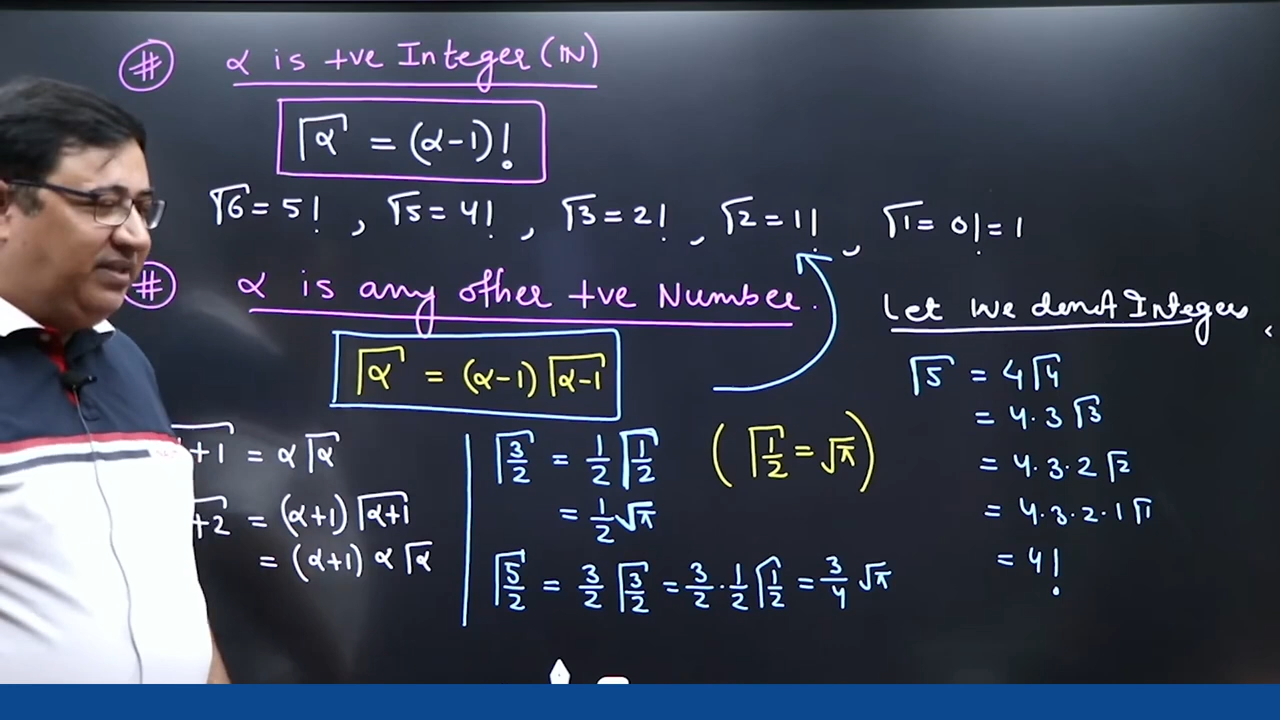 # α is +ve Integer (IN)
Γα = (α-1)!
Γ6 = 5! , Γ5 = 4! , Γ3 = 2! , Γ2 = 1! , Γ1 = 0! = 1
# α is any other +ve Number.
Γα = (α-1) Γα-1
+1 = α Γα
+2 = (α+1) Γα+1
= (α+1) α Γα
Γ3/2 = 1/2 Γ1/2
= 1/2 √π
(Γ1/2 = √π)
Γ5/2 = 3/2 Γ3/2 = 3/2 · 1/2 Γ1/2 = 3/4 √π
Let We Integers
Γ5 = 4 Γ4
= 4·3 Γ3
= 4·3·2 Γ2
= 4·3·2·1 Γ1
= 4!